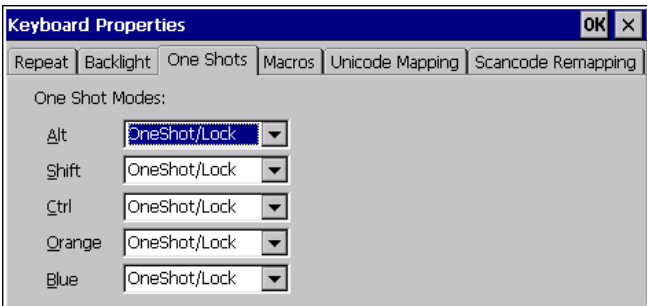 Keyboard Properties OK ×
Repeat Backlight One Shots Macros Unicode Mapping Scancode Remapping
One Shot Modes:
Alt OneShot/Lock
Shift OneShot/Lock
Ctrl OneShot/Lock
Orange OneShot/Lock
Blue OneShot/Lock